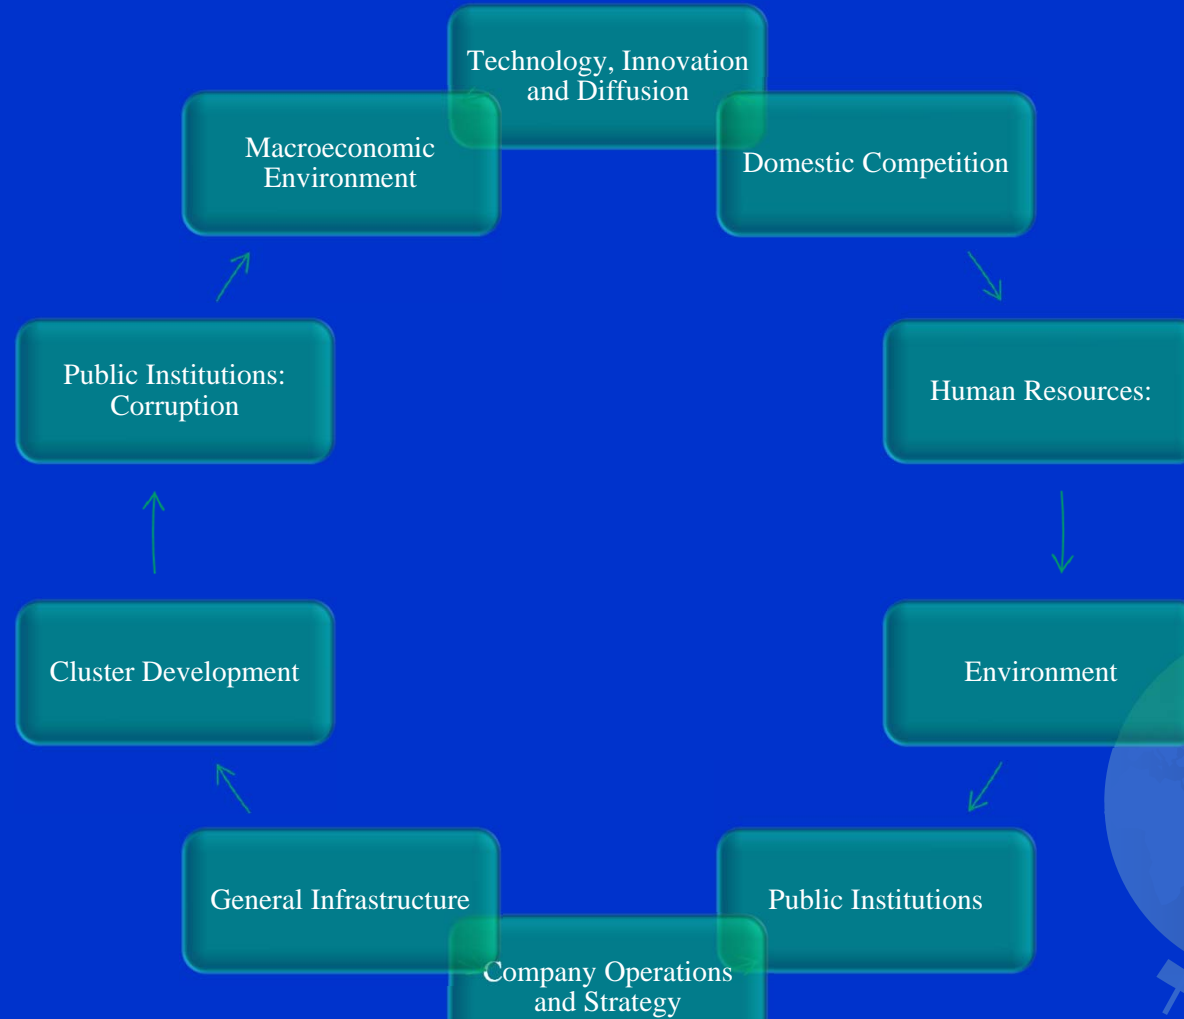 Technology, Innovation
and Diffusion
Domestic Competition
Human Resources:
Environment
Public Institutions
Company Operations
and Strategy
General Infrastructure
Cluster Development
Public Institutions:
Corruption
Macroeconomic
Environment